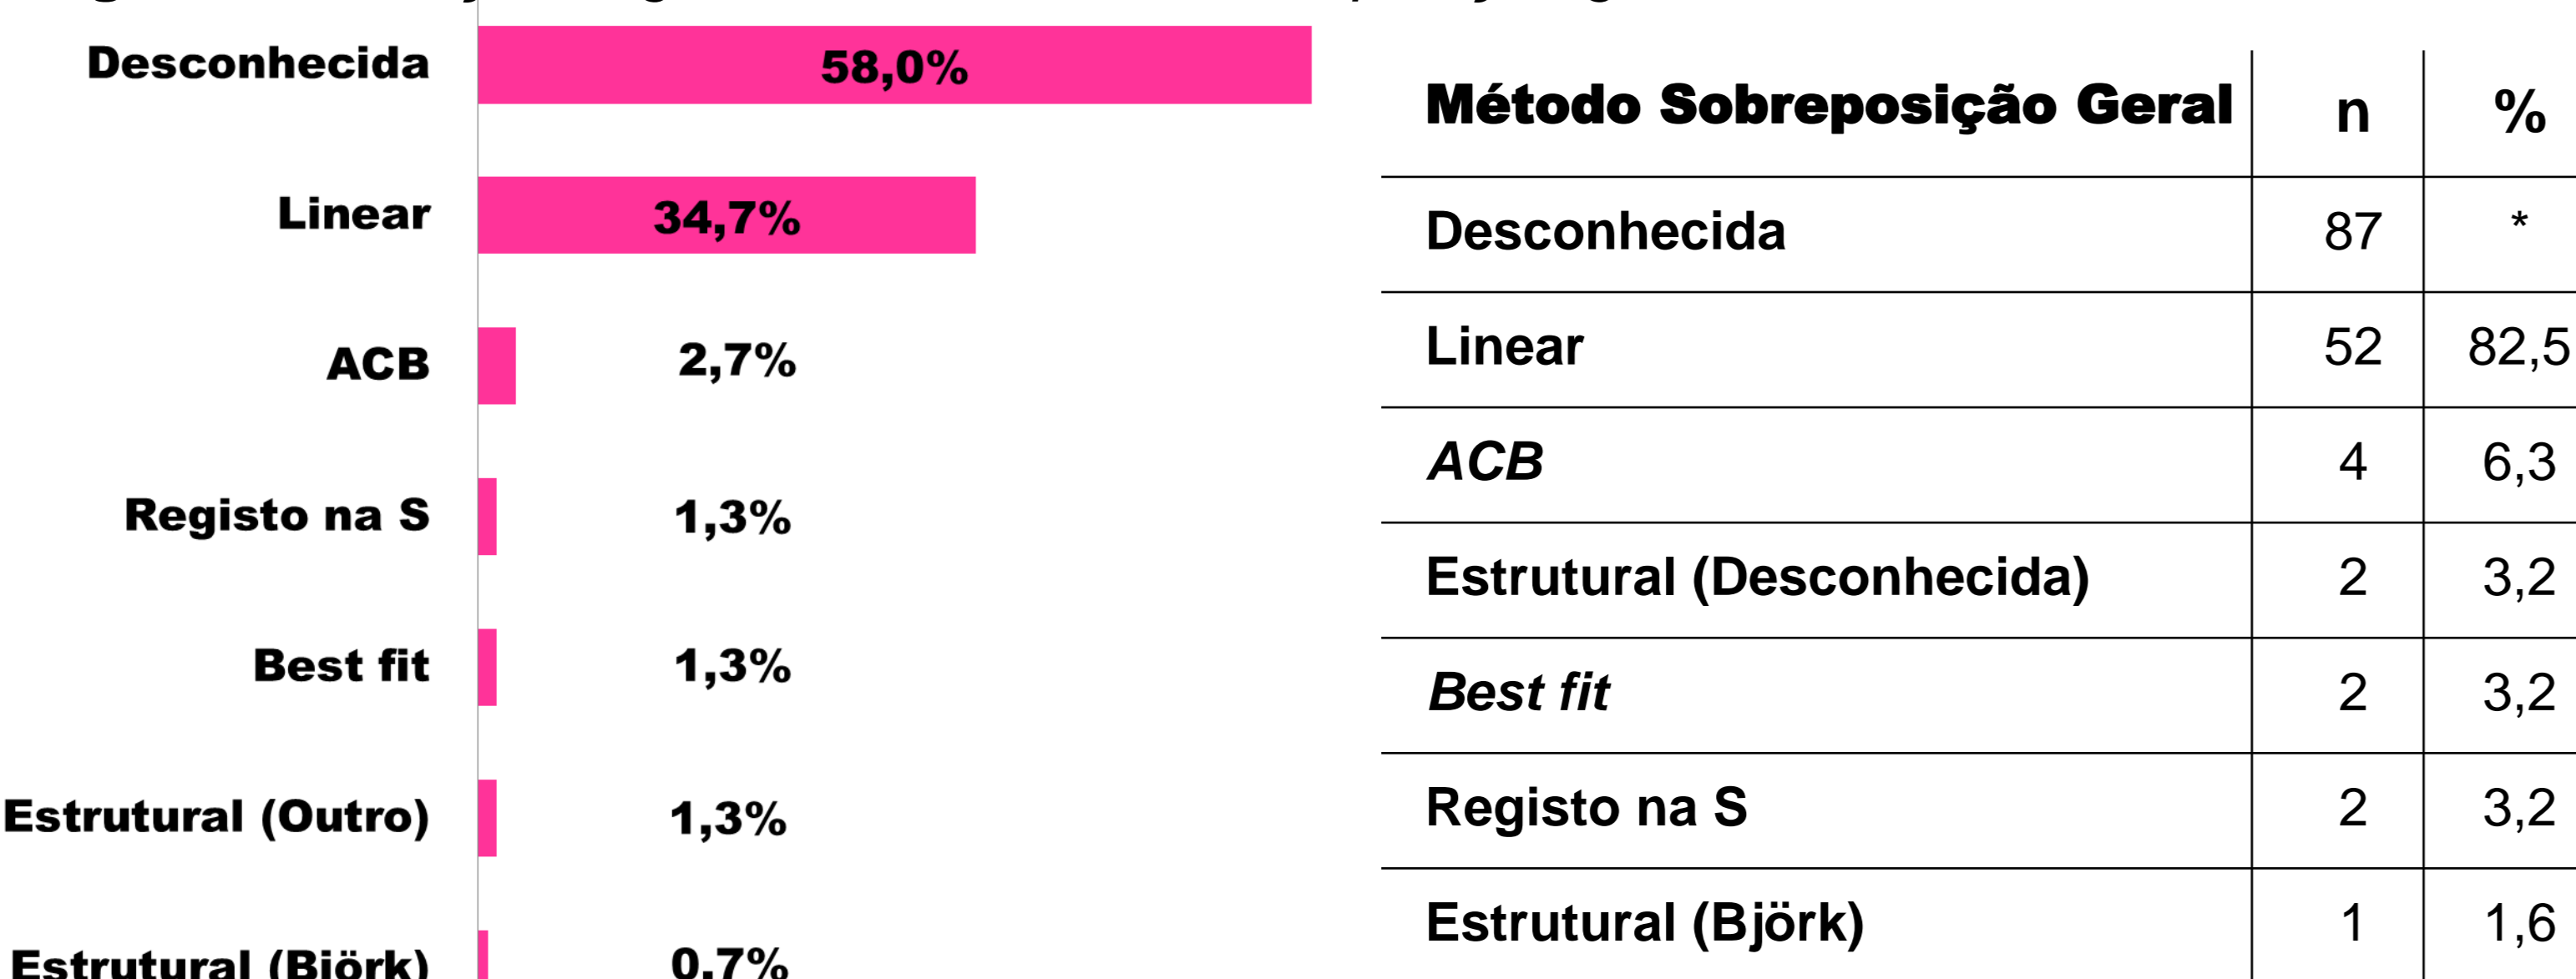 Desconhecida 58,0%
Linear 34,7%
ACB 2,7%
Registo na S 1,3%
Best fit 1,3%
Estrutural (Outro) 1,3%
Estrutural (Björk) 0,7%
Método Sobreposição Geral n %
Desconhecida 87 *
Linear 52 82,5
ACB 4 6,3
Estrutural (Desconhecida) 2 3,2
Best fit 2 3,2
Registo na S 2 3,2
Estrutural (Björk) 1 1,6